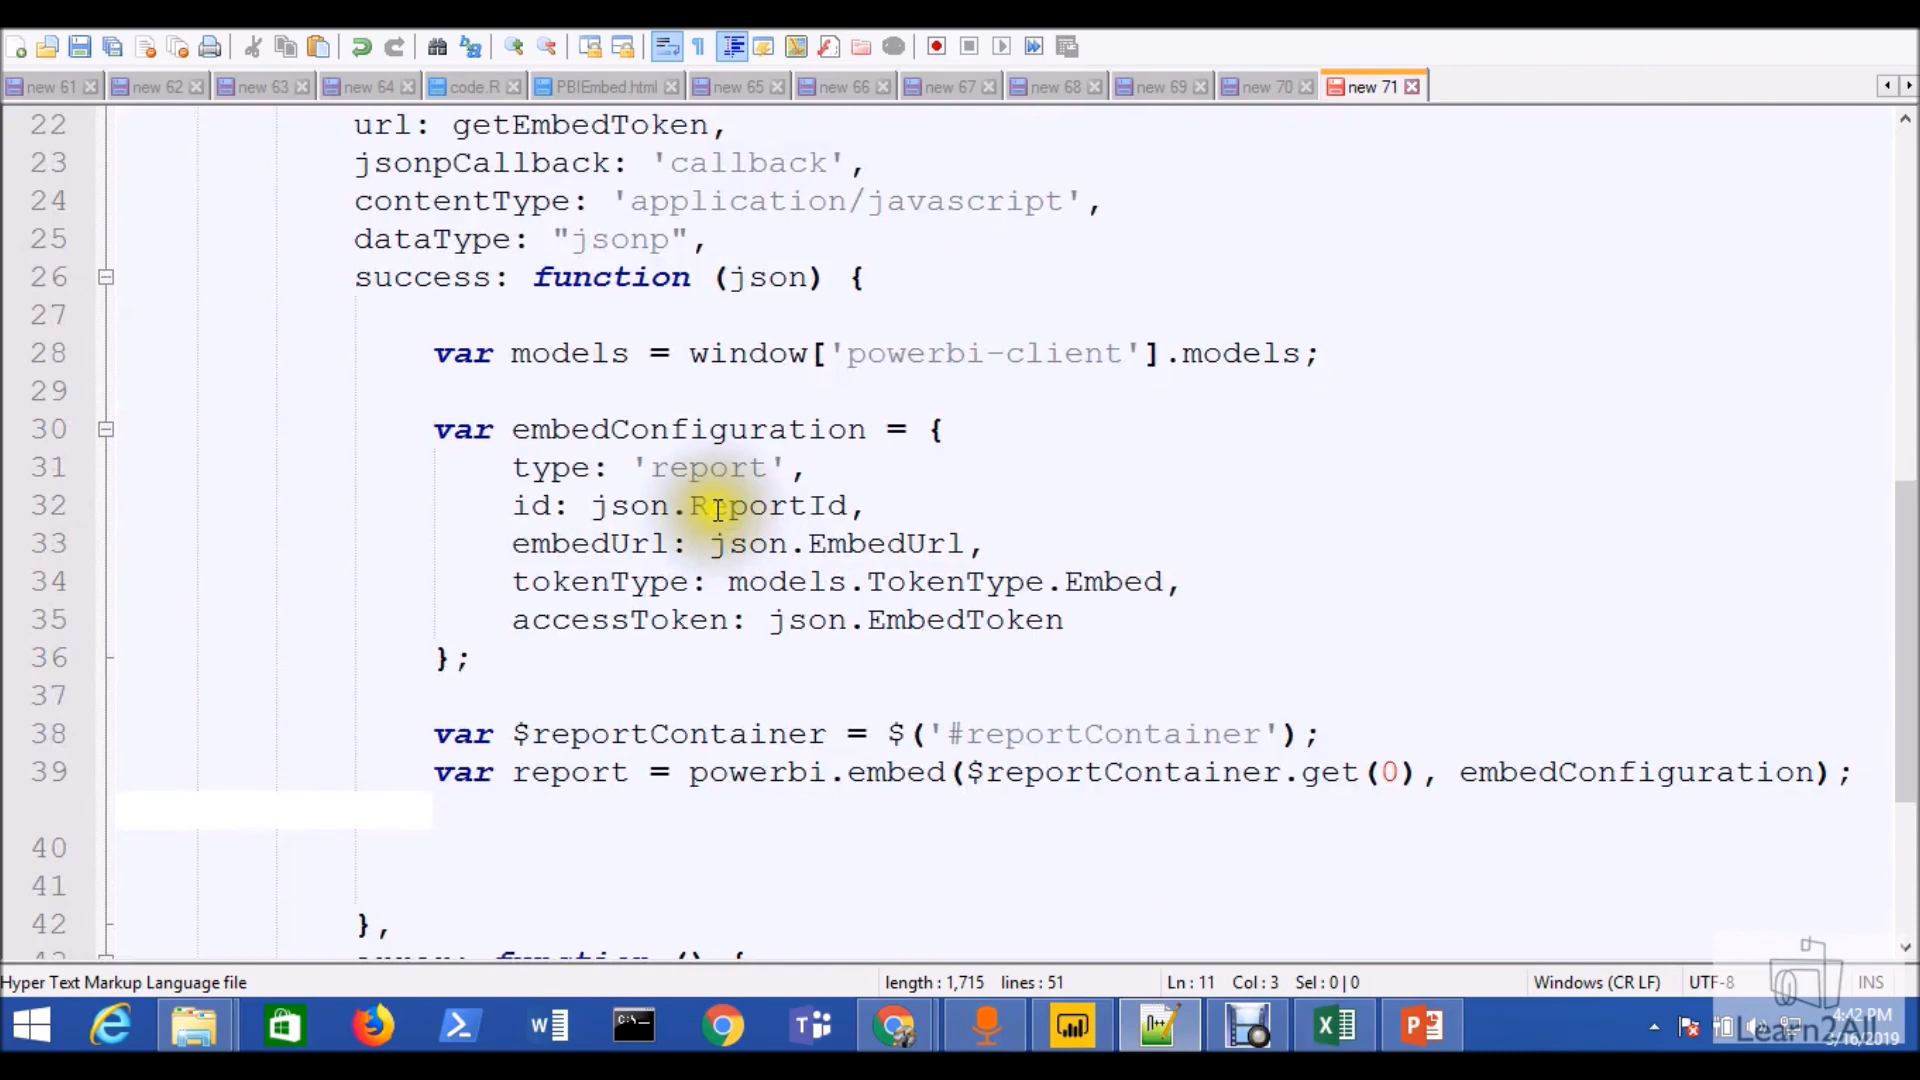 new 61 new 62 new 63 new 64 code.R PBIEmbed.html new 65 new 66 new 67 new 68 new 69 new 70 new 71
22 url: getEmbedToken,
23 jsonpCallback: 'callback',
24 contentType: 'application/javascript',
25 dataType: "jsonp",
26 success: function (json) {
27
28 var models = window['powerbi-client'].models;
29
30 var embedConfiguration = {
31 type: 'report',
32 id: json.ReportId,
33 embedUrl: json.EmbedUrl,
34 tokenType: models.TokenType.Embed,
35 accessToken: json.EmbedToken
36 };
37
38 var $reportContainer = $('#reportContainer');
39 var report = powerbi.embed($reportContainer.get(0), embedConfiguration);
40
41
42 },
Hyper Text Markup Language file length : 1,715 lines : 51 Ln : 11 Col : 3 Sel : 0 | 0 Windows (CR LF) UTF-8 INS
4:42 PM
Learn2All
3/16/2019